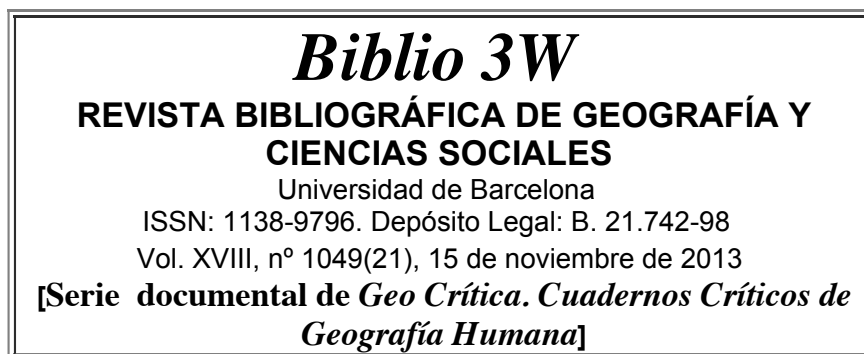 Biblio 3W
REVISTA BIBLIOGRÁFICA DE GEOGRAFÍA Y
CIENCIAS SOCIALES
Universidad de Barcelona
ISSN: 1138-9796. Depósito Legal: B. 21.742-98
Vol. XVIII, nº 1049(21), 15 de noviembre de 2013
[Serie documental de Geo Crítica. Cuadernos Críticos de
Geografía Humana]